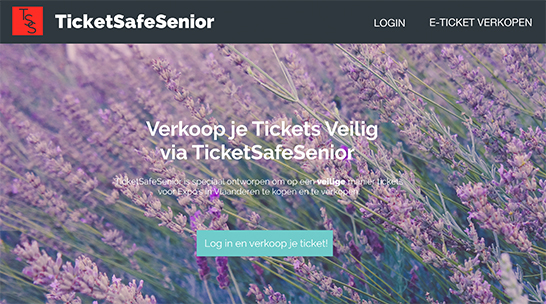 TSS
TicketSafeSenior
LOGIN
E-TICKET VERKOPEN
Verkoop je Tickets Veilig
via TicketSafeSenior
TicketSafeSenior is speciaal ontworpen om op een veilige manier tickets
voor Expo's in Vlaanderen te kopen en te verkopen.
Log in en verkoop je ticket!